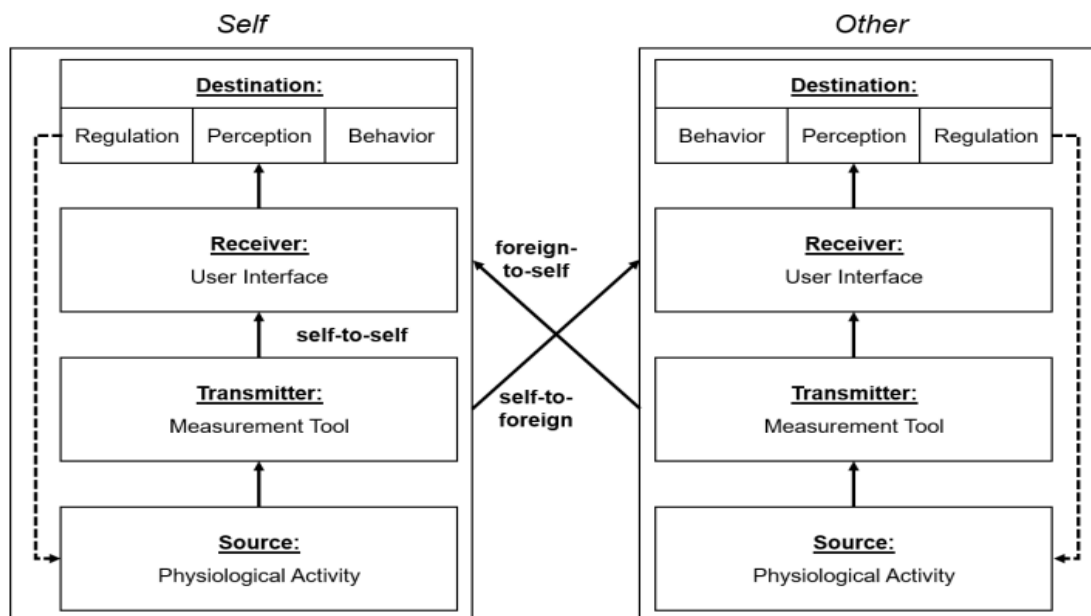 Self
Destination:
Regulation
Perception
Behavior
Receiver:
User Interface
self-to-self
Transmitter:
Measurement Tool
Source:
Physiological Activity
foreign-
to-self
self-to-
foreign
Other
Destination:
Behavior
Perception
Regulation
Receiver:
User Interface
Transmitter:
Measurement Tool
Source:
Physiological Activity